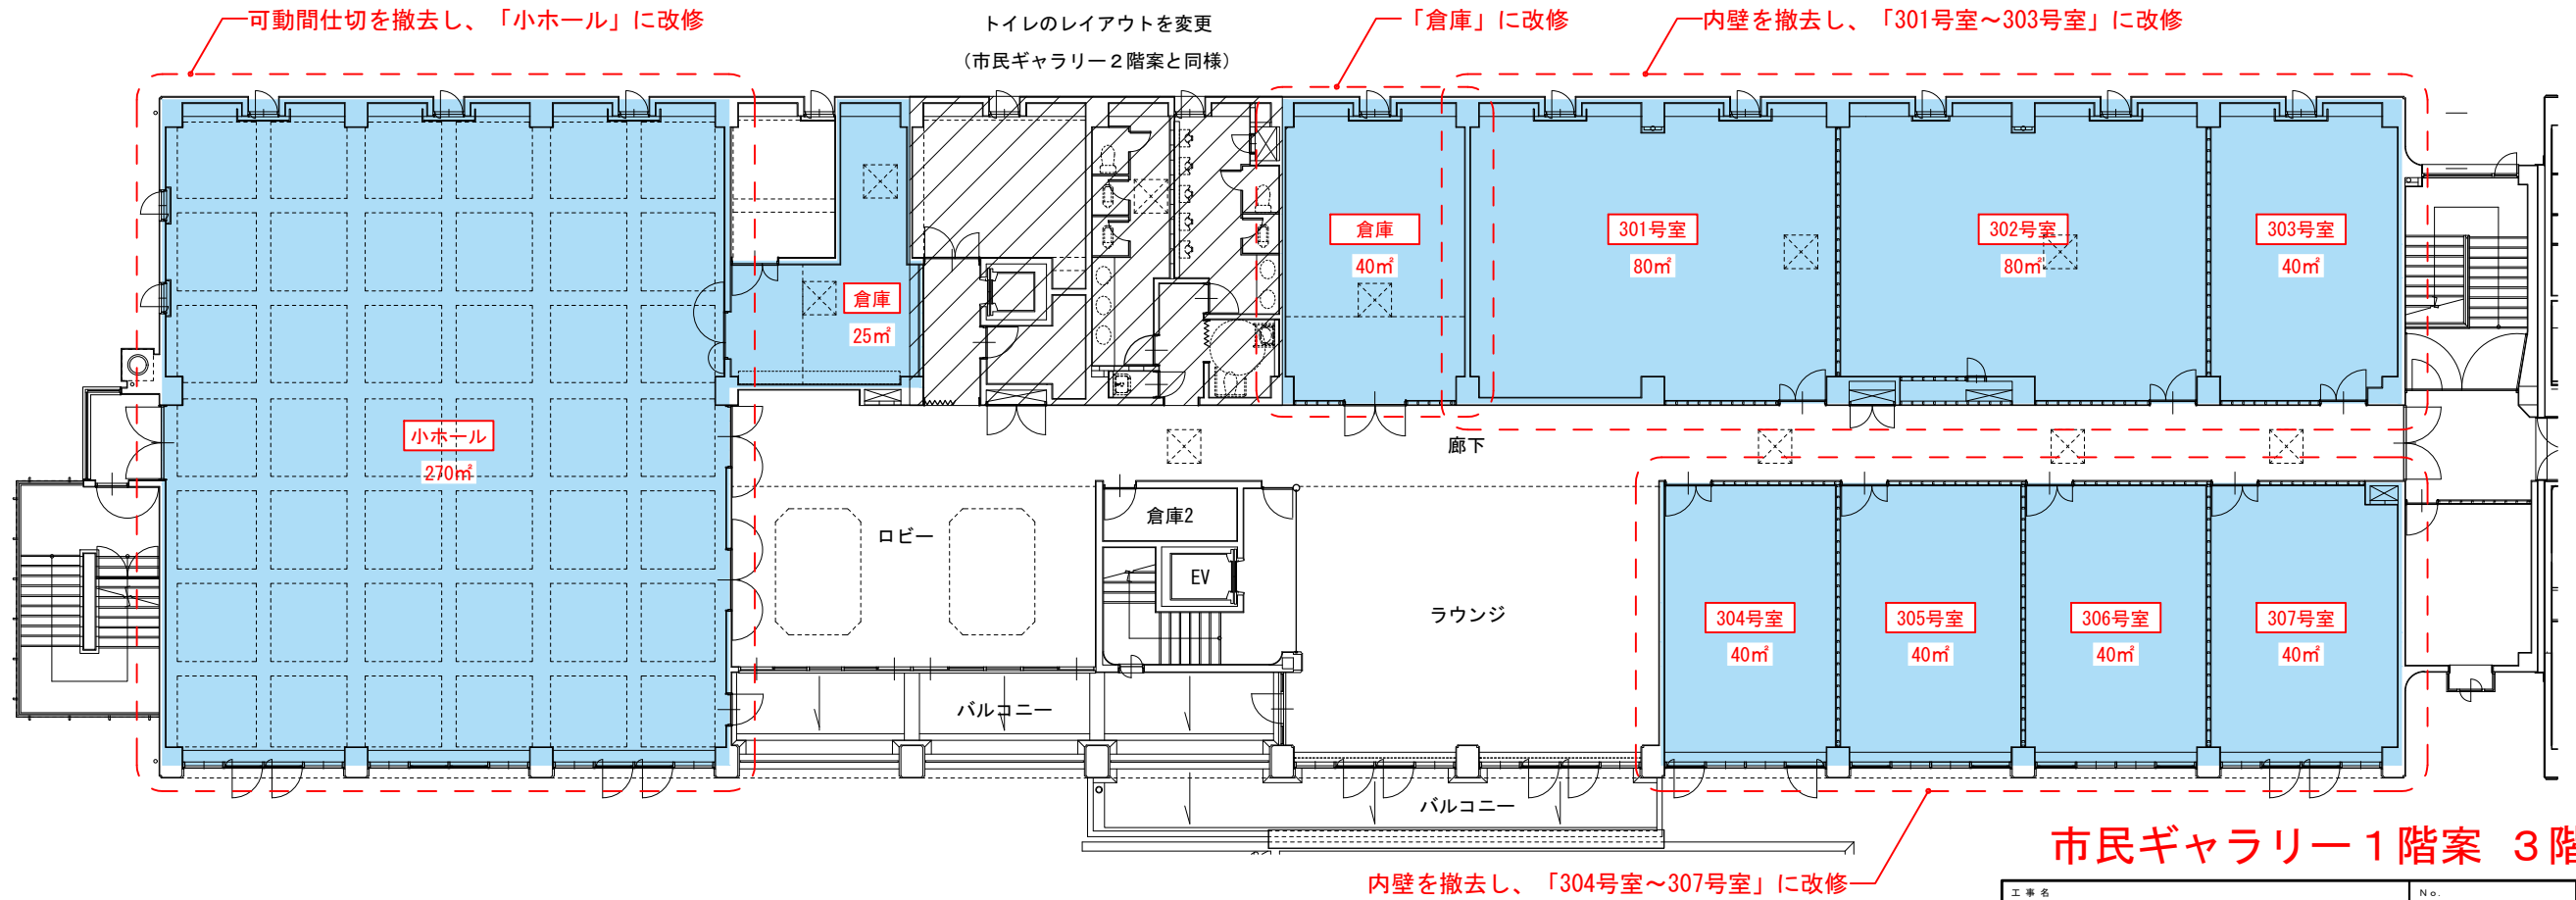 可動間仕切を撤去し、「小ホール」に改修
トイレのレイアウトを変更
(市民ギャラリー２階案と同様)
「倉庫」に改修
内壁を撤去し、「301号室～303号室」に改修
倉庫
40㎡
301号室
80㎡
302号室
80㎡
303号室
40㎡
倉庫
25㎡
小ホール
270㎡
廊下
倉庫2
ロビー
EV
ラウンジ
304号室
40㎡
305号室
40㎡
306号室
40㎡
307号室
40㎡
バルコニー
バルコニー
市民ギャラリー１階案 ３階
内壁を撤去し、「304号室～307号室」に改修
工事名
No.